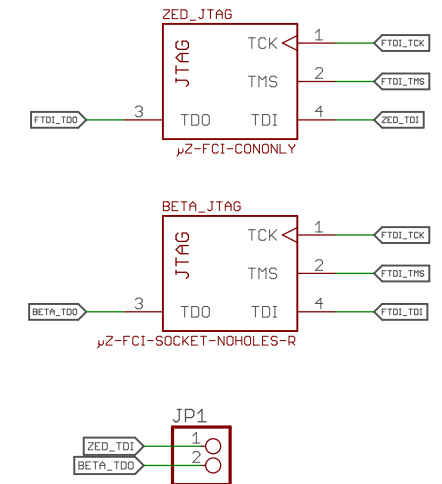 ZED_JTAG
JTAG
TCK 1 FTDI_TCK
TMS 2 FTDI_TMS
FTDI_TDO 3 TDO TDI 4 ZED_TDI
µZ-FCI-CONONLY
BETA_JTAG
JTAG
TCK 1 FTDI_TCK
TMS 2 FTDI_TMS
BETA_TDO 3 TDO TDI 4 FTDI_TDI
µZ-FCI-SOCKET-NOHOLES-R
JP1
ZED_TDI 1
BETA_TDO 2